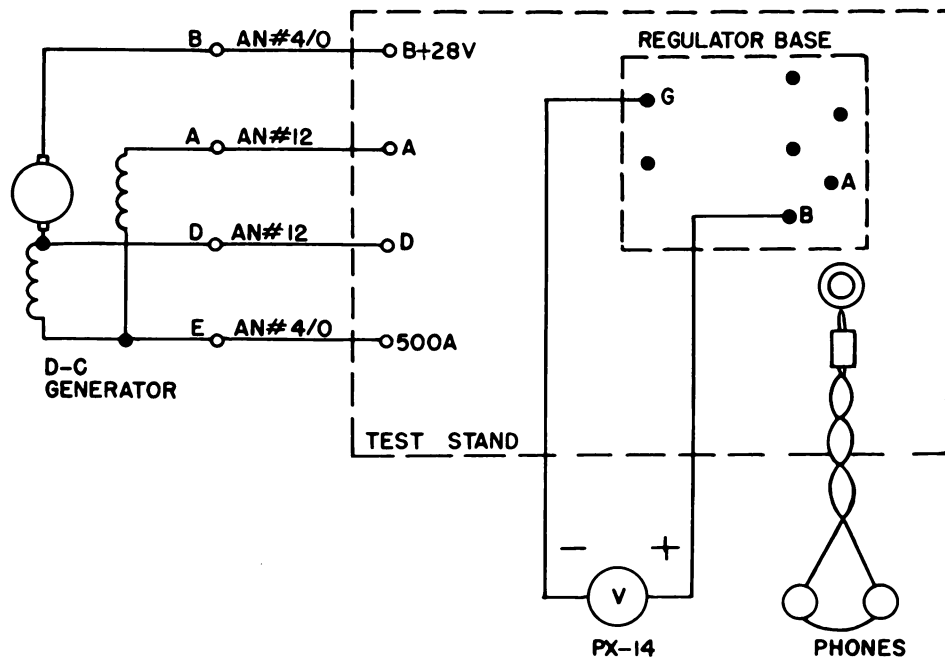 B AN#4/0 B+28V
REGULATOR BASE
G
A AN#12 A
A
D AN#12 D
B
E AN#4/0 500A
D-C
GENERATOR
TEST STAND
− +
V
PX-14
PHONES